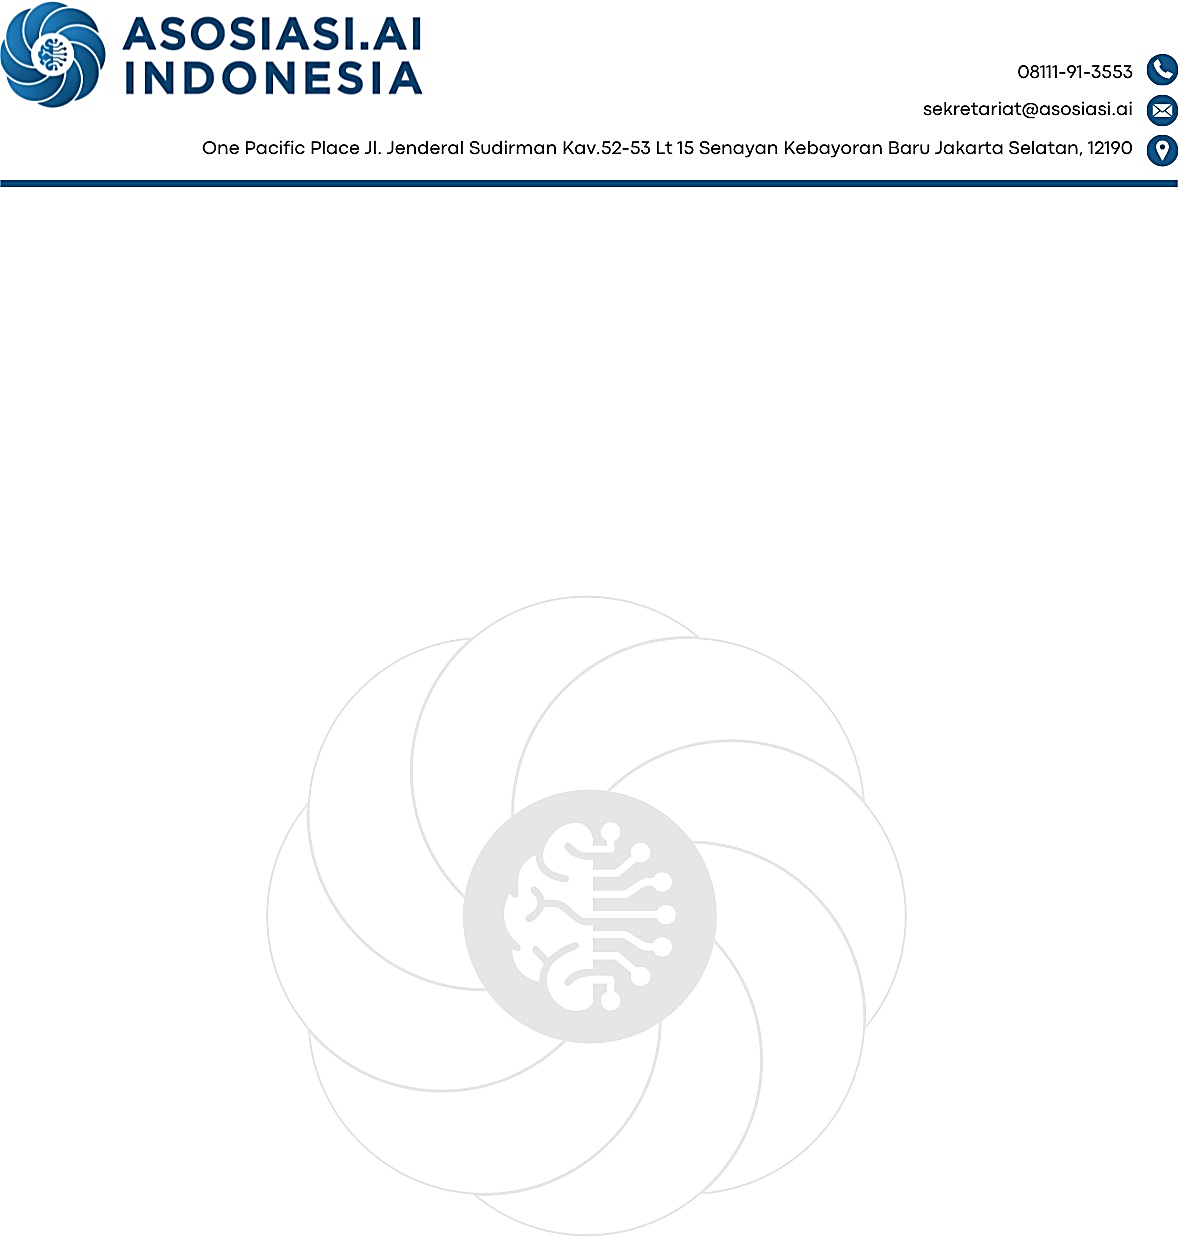 ASOSIASI.AI
INDONESIA
08111-91-3553
sekretariat@asosiasi.ai
One Pacific Place Jl. Jenderal Sudirman Kav.52-53 Lt 15 Senayan Kebayoran Baru Jakarta Selatan, 12190